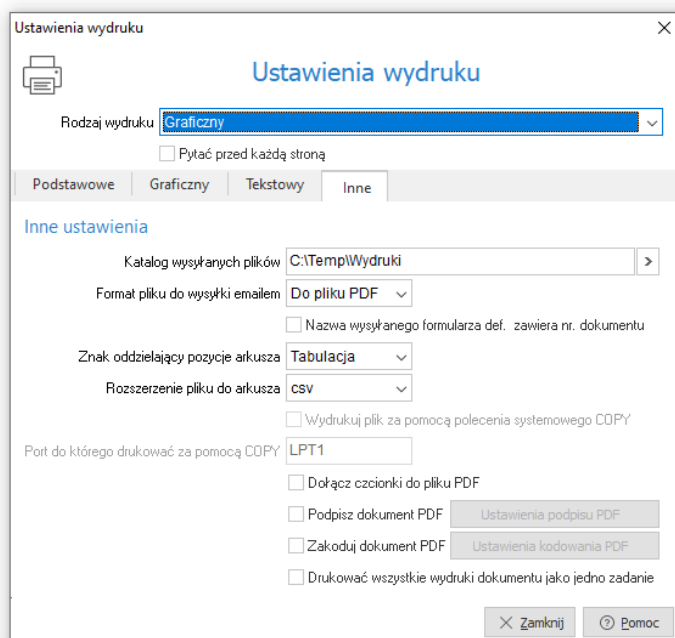 Ustawienia wydruku
Ustawienia wydruku
Rodzaj wydruku Graficzny
Pytać przed każdą stroną
Podstawowe Graficzny Tekstowy Inne
Inne ustawienia
Katalog wysyłanych plików C:\Temp\Wydruki
Format pliku do wysyłki emailem Do pliku PDF
Nazwa wysyłanego formularza def. zawiera nr. dokumentu
Znak oddzielający pozycje arkusza Tabulacja
Rozszerzenie pliku do arkusza csv
Wydrukuj plik za pomocą polecenia systemowego COPY
Port do którego drukować za pomocą COPY LPT1
Dołącz czcionki do pliku PDF
Podpisz dokument PDF Ustawienia podpisu PDF
Zakoduj dokument PDF Ustawienia kodowania PDF
Drukować wszystkie wydruki dokumentu jako jedno zadanie
Zamknij Pomoc